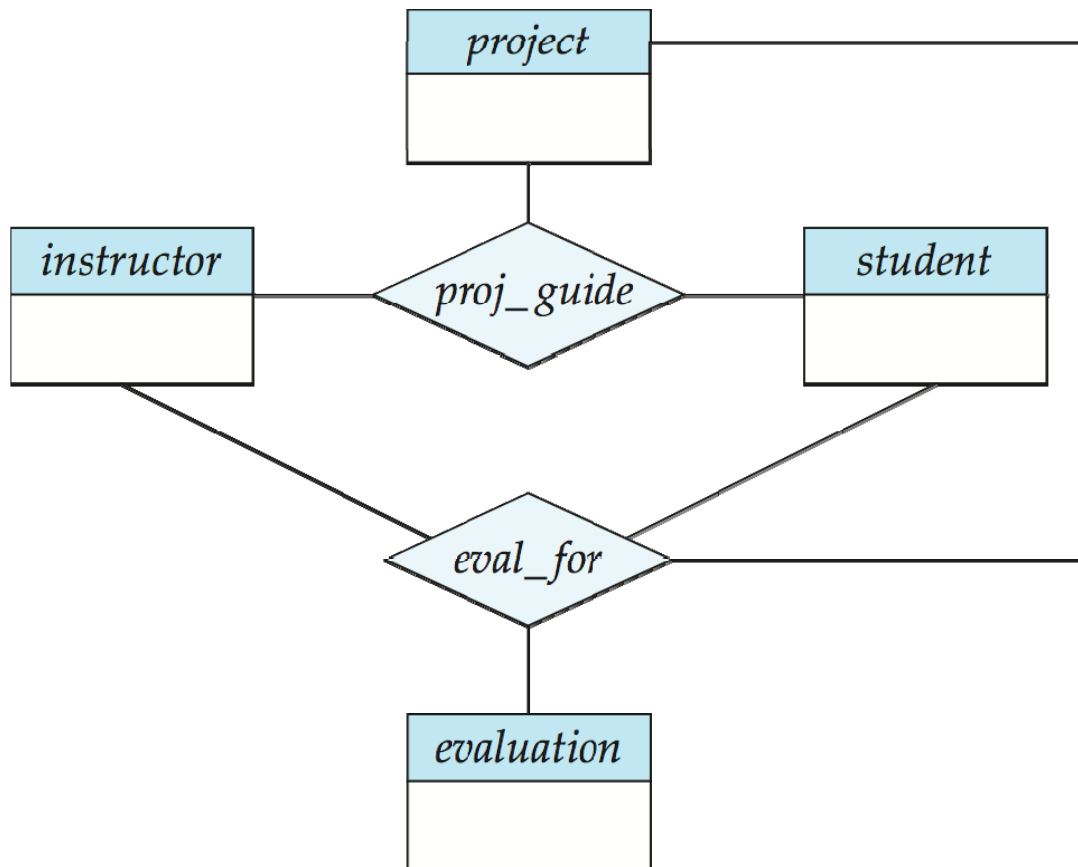 project
instructor
student
proj_guide
eval_for
evaluation